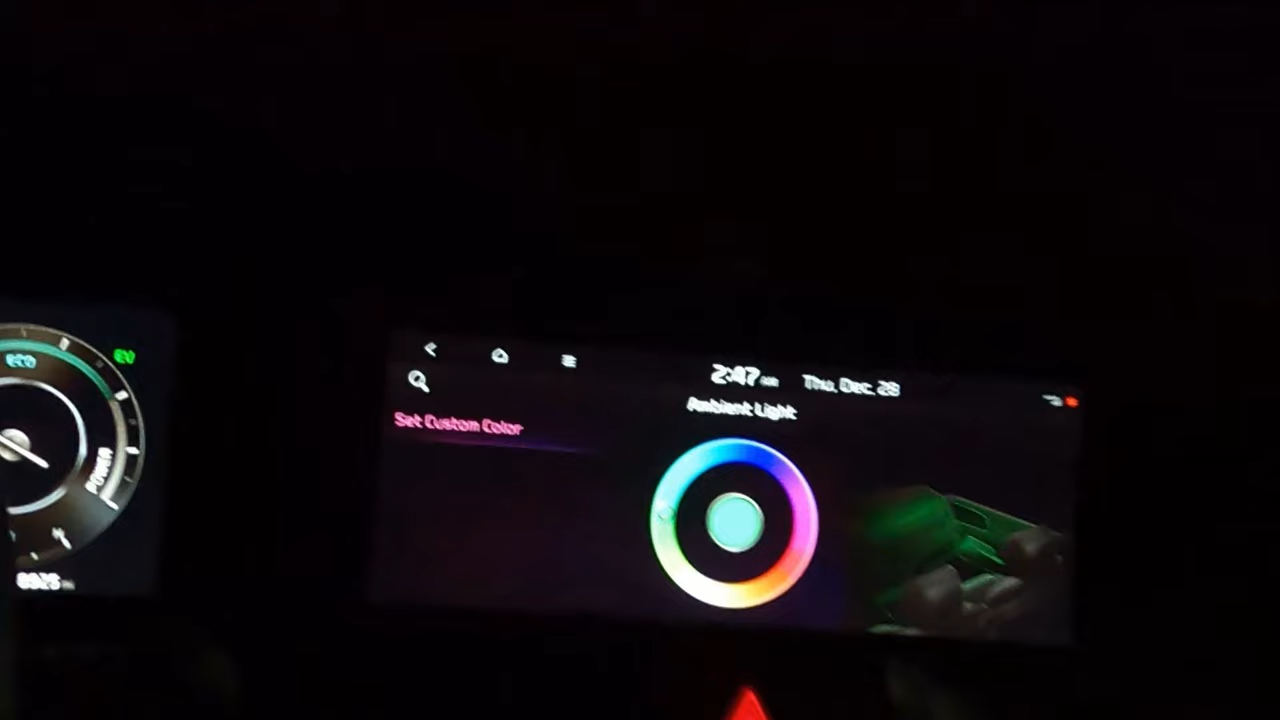 ECO
EV
POWER
2:47
Thu, Dec. 28
Ambient Light
Set Custom Color